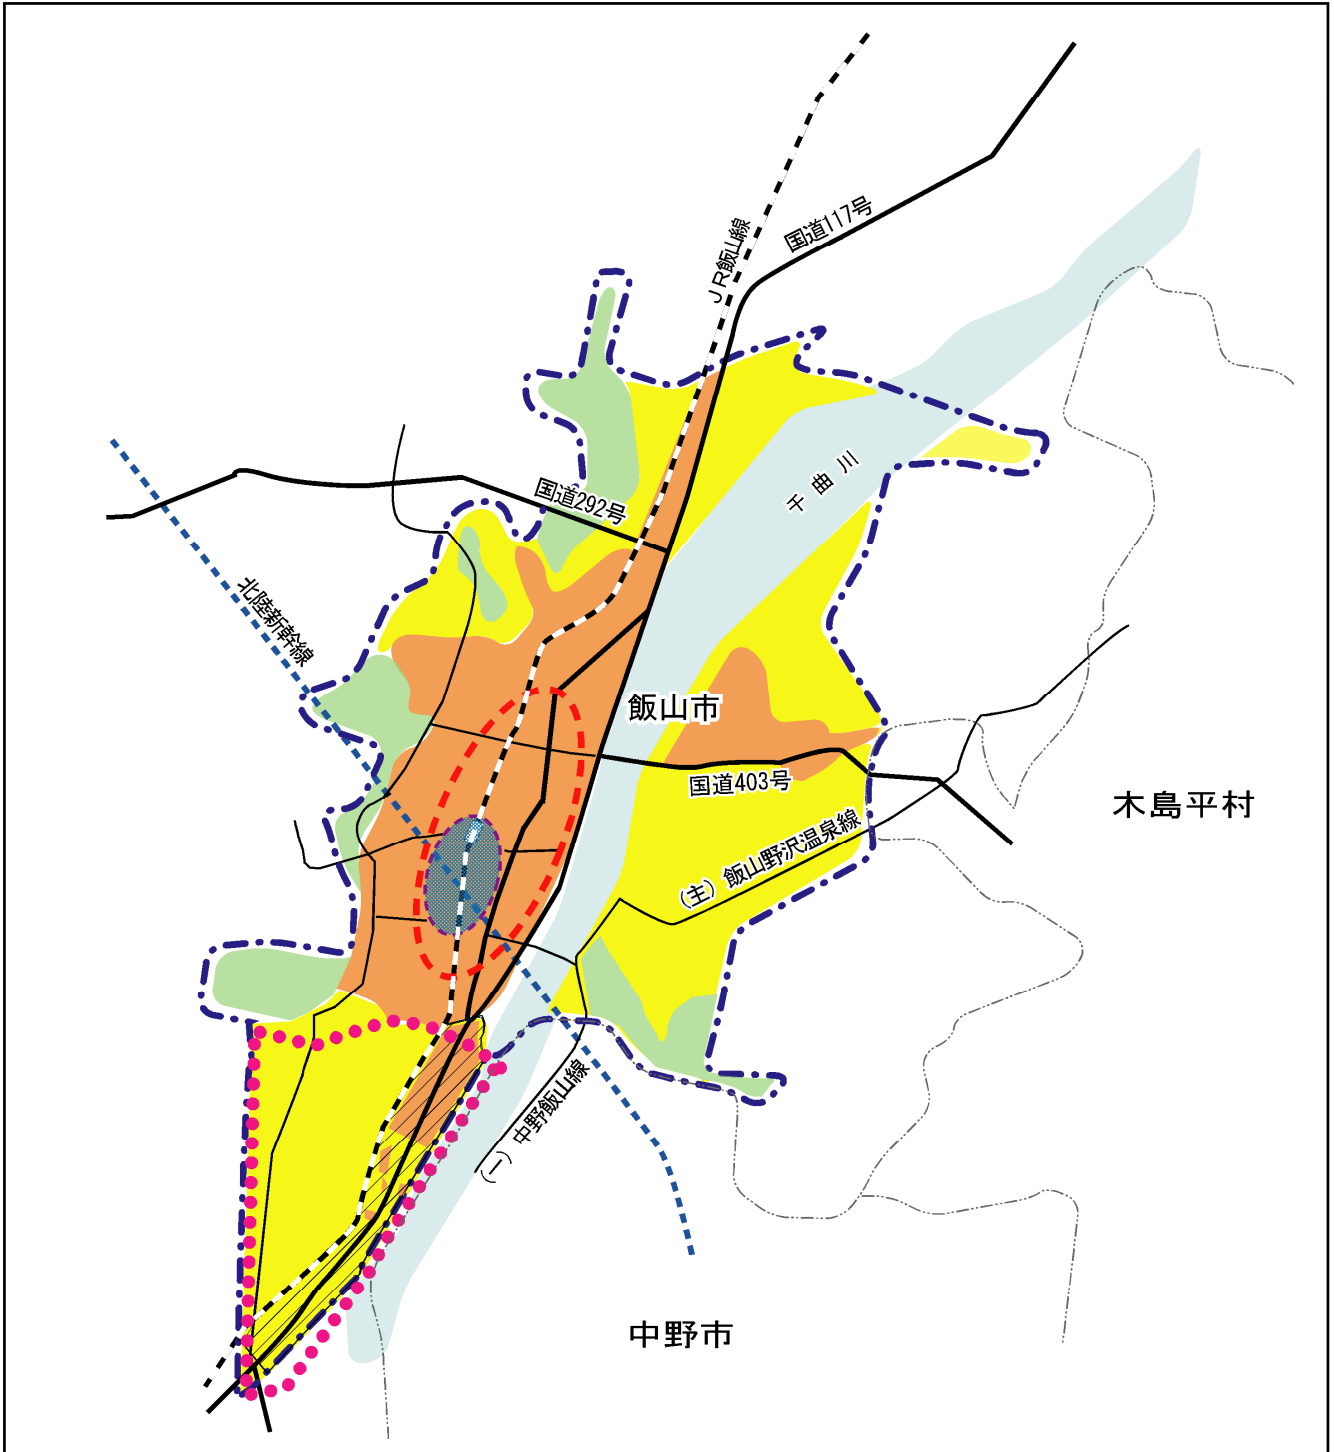 国道117号
JR飯山線
千曲川
国道292号
北陸新幹線
飯山市
国道403号
木島平村
(主) 飯山野沢温泉線
(一) 中野飯山線
中野市